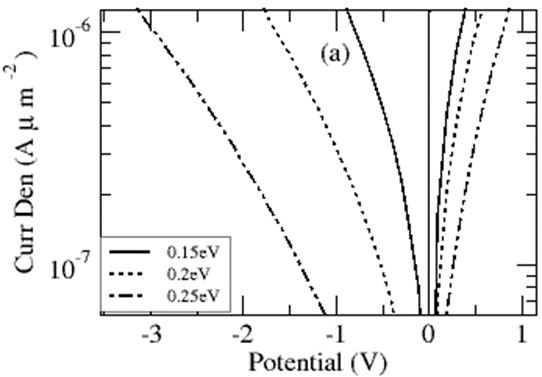 10⁻⁶
(a)
Curr Den (A μ m⁻²)
10⁻⁷
0.15eV
0.2eV
0.25eV
-3 -2 -1 0 1
Potential (V)